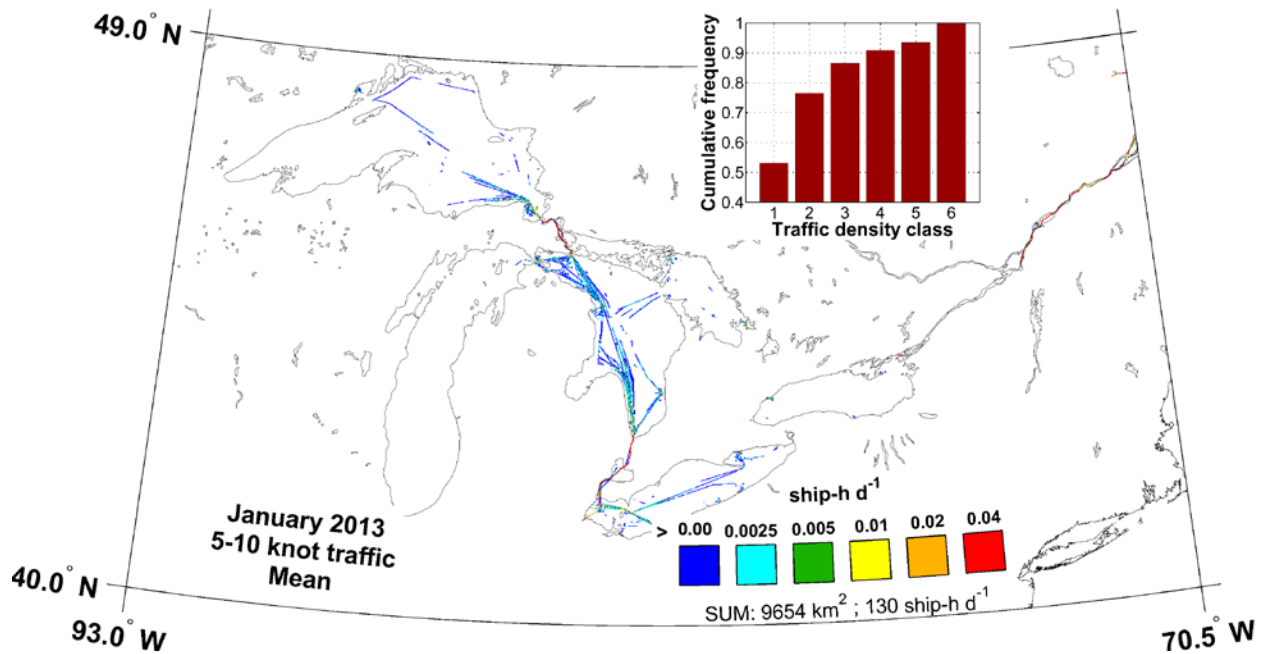 49.0° N
1
0.9
0.8
0.7
0.6
0.5
0.4
Cumulative frequency
1 2 3 4 5 6
Traffic density class
January 2013
5-10 knot traffic
Mean
ship-h d⁻¹
> 0.00 0.0025 0.005 0.01 0.02 0.04
SUM: 9654 km² ; 130 ship-h d⁻¹
40.0° N
93.0° W
70.5° W